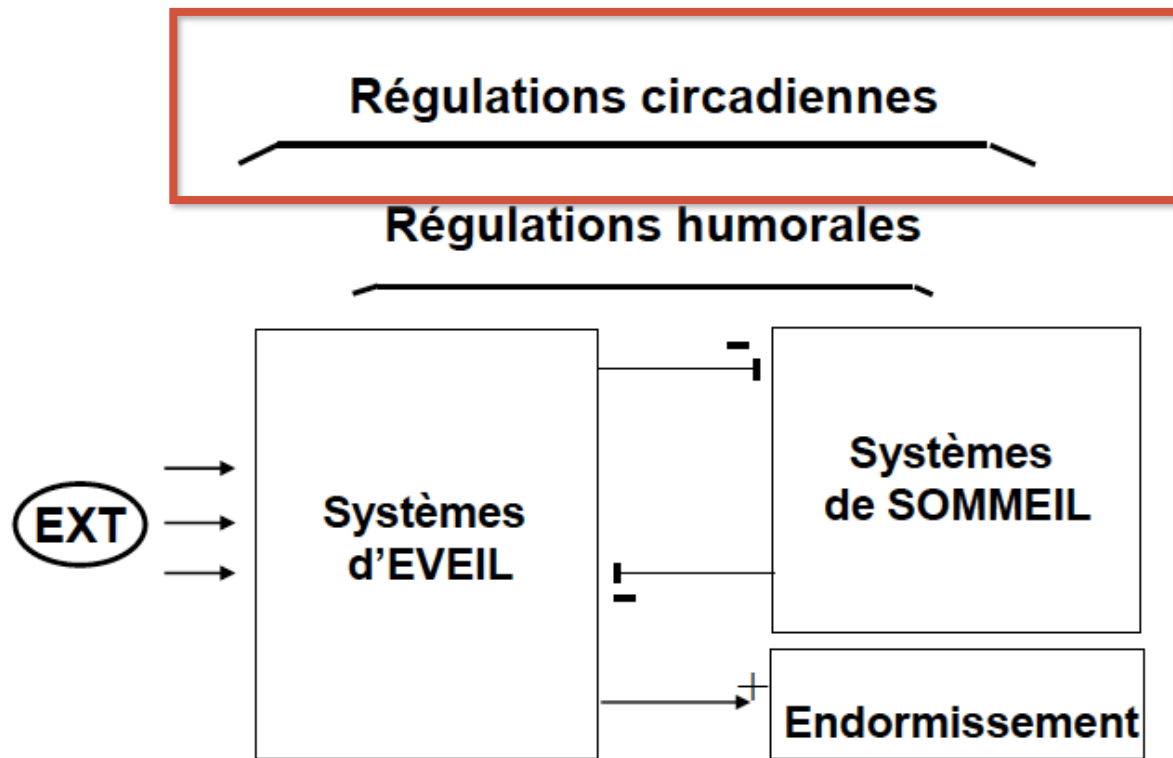 Régulations circadiennes
Régulations humorales
-
EXT
Systèmes
d'EVEIL
Systèmes
de SOMMEIL
-
+
Endormissement